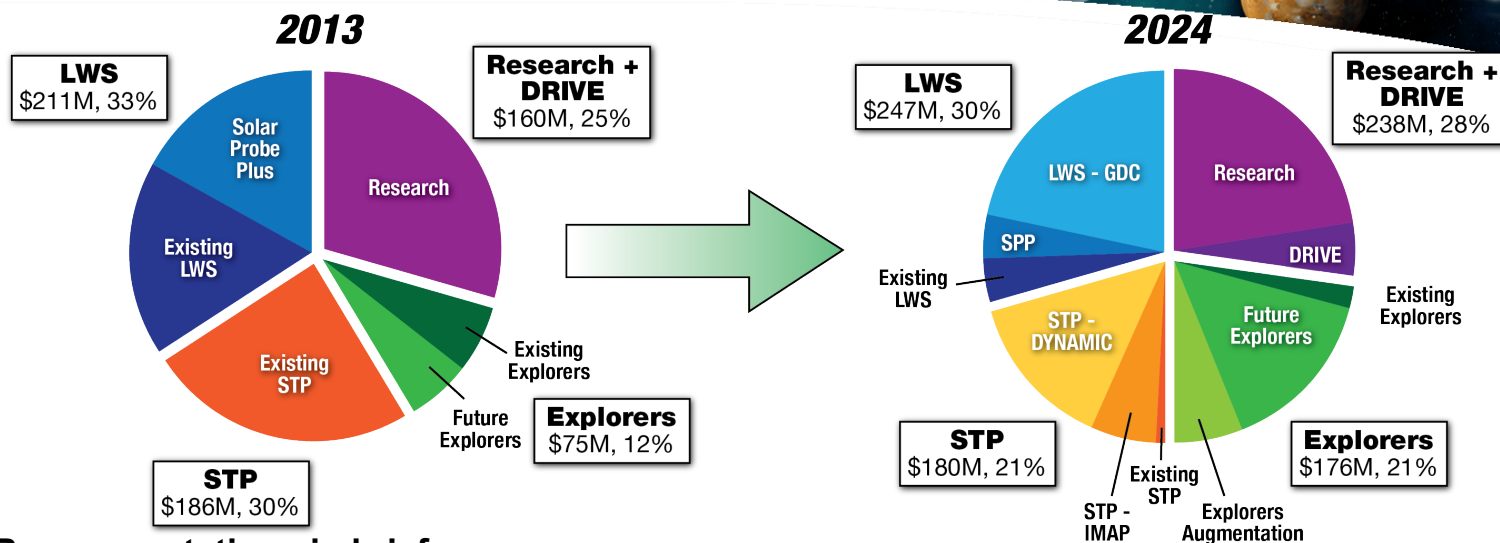 2013
LWS
$211M, 33%
Research +
DRIVE
$160M, 25%
Solar
Probe
Plus
Research
Existing
LWS
Existing
STP
Existing
Explorers
Future
Explorers
Explorers
$75M, 12%
STP
$186M, 30%
2024
LWS
$247M, 30%
Research +
DRIVE
$238M, 28%
LWS - GDC
Research
SPP
DRIVE
Existing
LWS
Existing
Explorers
STP -
DYNAMIC
Future
Explorers
STP
$180M, 21%
Explorers
$176M, 21%
Existing
STP
STP -
IMAP
Explorers
Augmentation